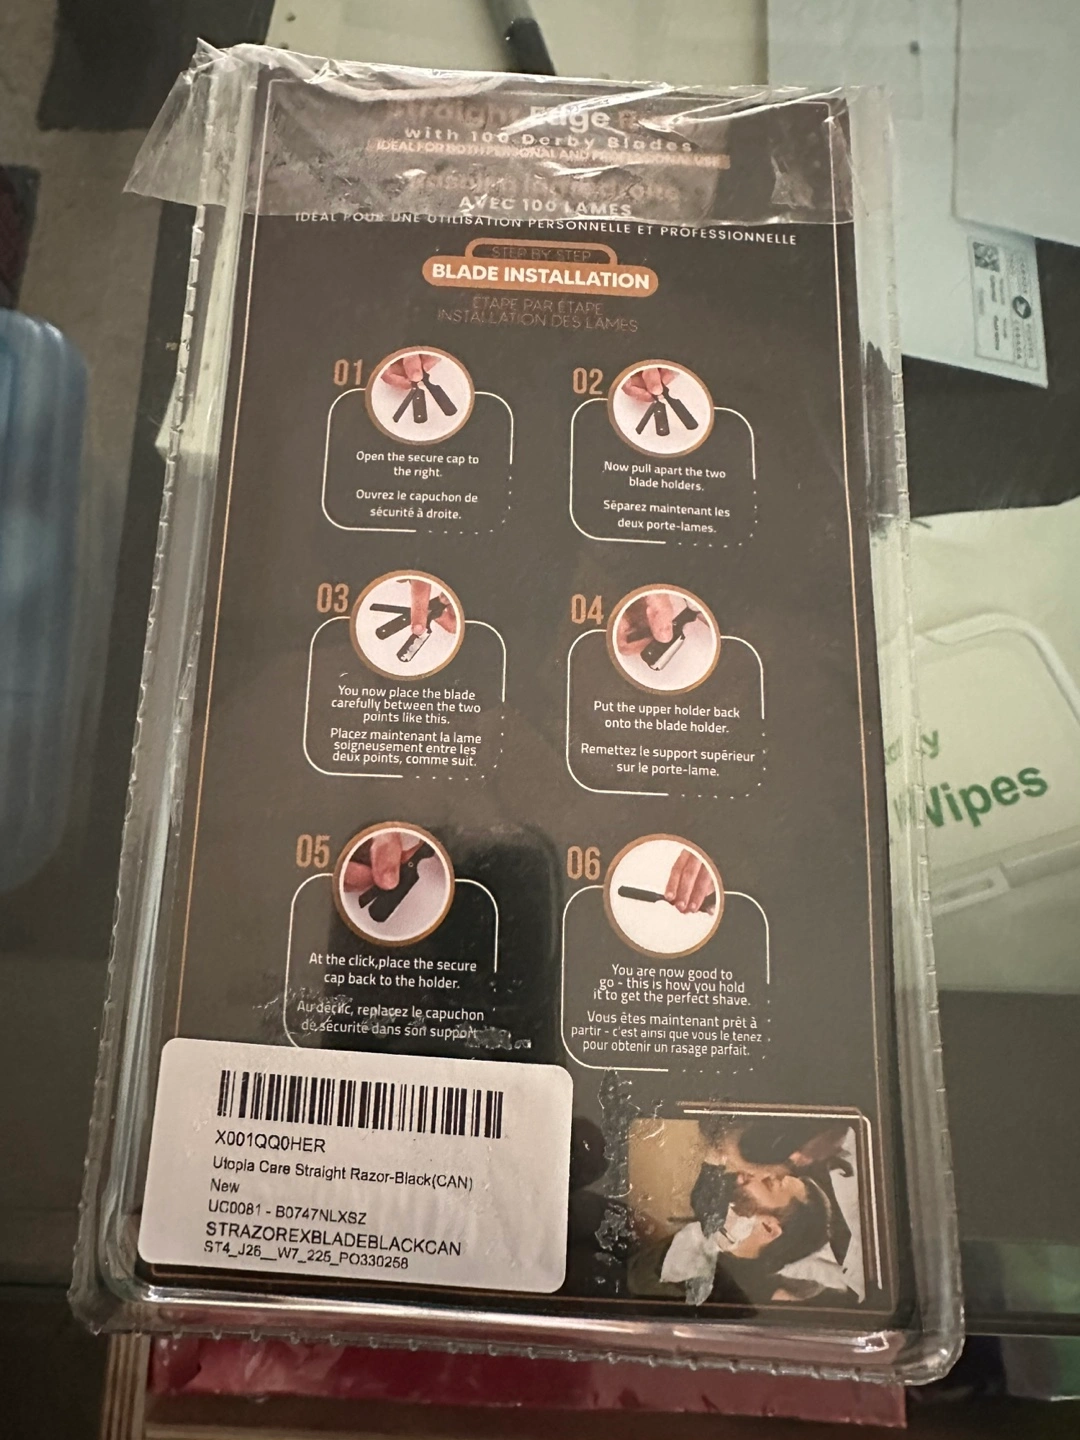 Straight Edge
with 100 Derby Blades
IDEAL FOR BOTH PERSONAL AND PROFESSIONAL USE
AVEC 100 LAMES
IDÉAL POUR UNE UTILISATION PERSONNELLE ET PROFESSIONNELLE
STEP BY STEP
BLADE INSTALLATION
ÉTAPE PAR ÉTAPE
INSTALLATION DES LAMES
01
Open the secure cap to
the right.
Ouvrez le capuchon de
sécurité à droite.
02
Now pull apart the two
blade holders.
Séparez maintenant les
deux porte-lames.
03
You now place the blade
carefully between the two
points like this.
Placez maintenant la lame
soigneusement entre les
deux points, comme suit.
04
Put the upper holder back
onto the blade holder.
Remettez le support supérieur
sur le porte-lame.
05
At the click,place the secure
cap back to the holder.
Au déclic, replacez le capuchon
de sécurité dans son support
06
You are now good to
go - this is how you hold
it to get the perfect shave.
Vous êtes maintenant prêt à
partir - c'est ainsi que vous le tenez
pour obtenir un rasage parfait.
X001QQ0HER
Utopia Care Straight Razor-Black(CAN)
New
UC0081 - B0747NLXSZ
STRAZOREXBLADEBLACKCAN
ST4_J26__W7_225_PO330258
Wipes